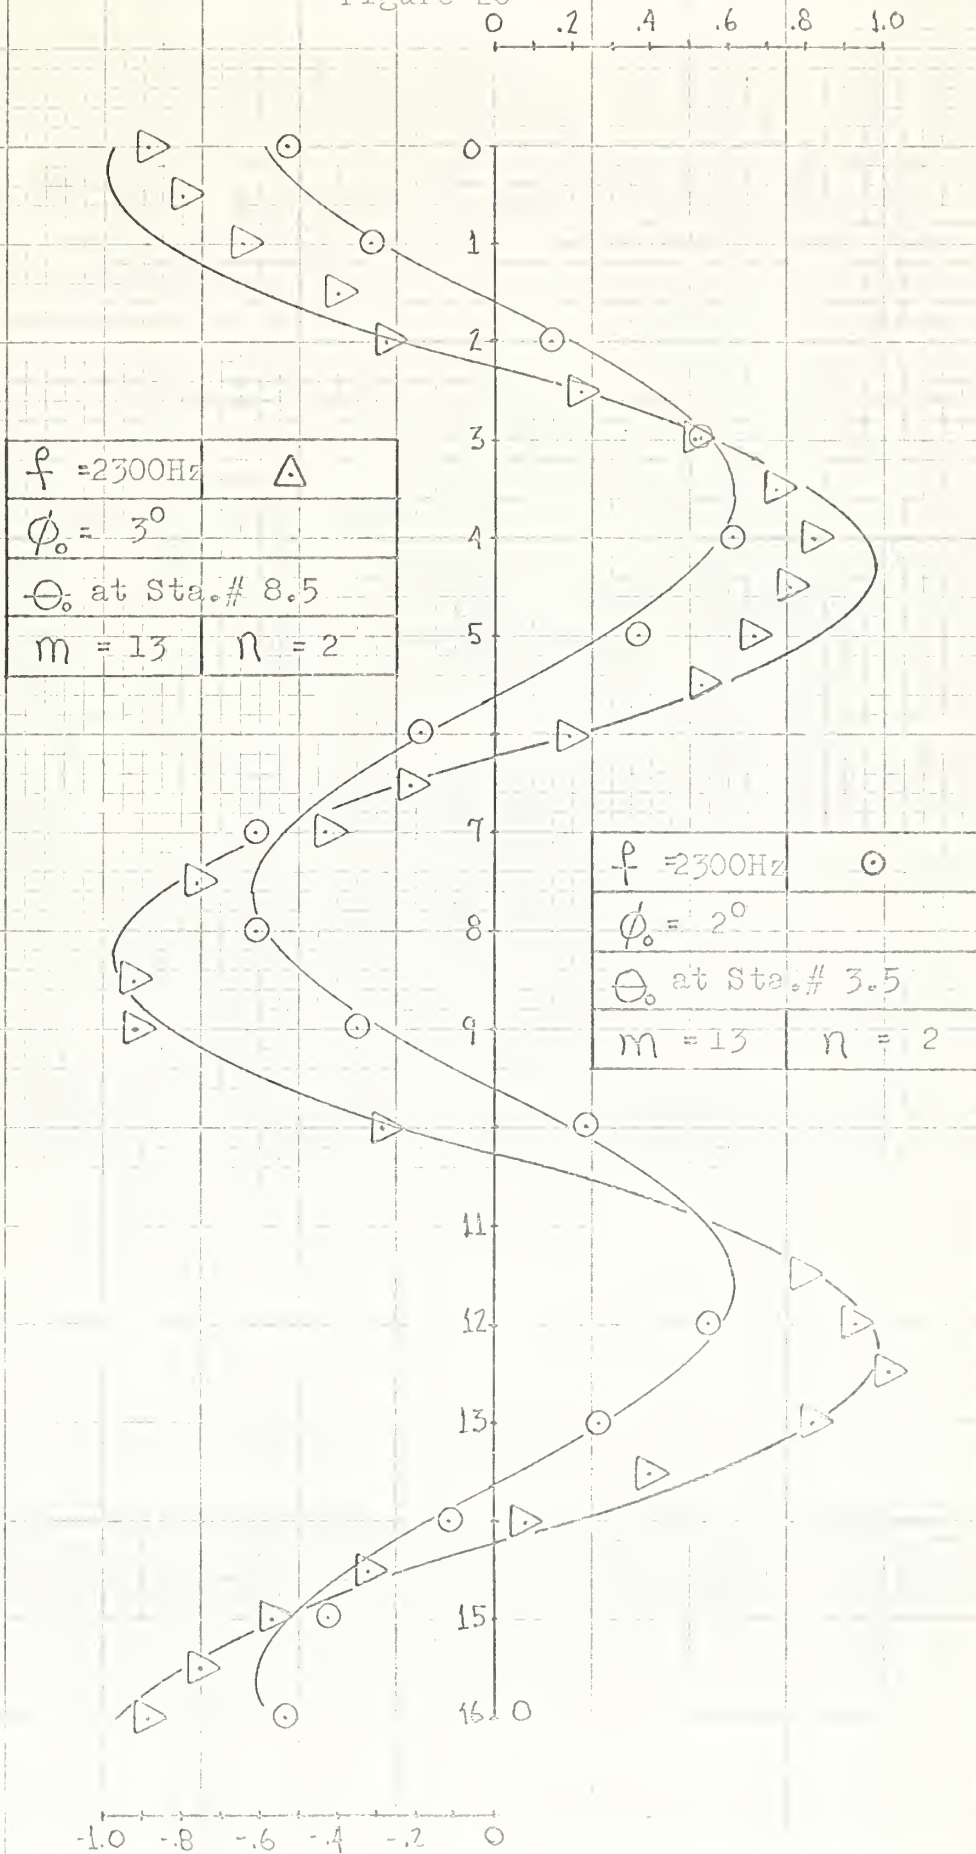 0 .2 .4 .6 .8 1.0
0
1
2
3
4
5
7
8
9
11
12
13
15
16 0
f =2300Hz
ϕ₀ = 3°
Θ₀ at Sta.# 8.5
m = 13 n = 2
f =2300Hz
ϕ₀ = 2°
Θ₀ at Sta.# 3.5
m = 13 n = 2
-1.0 -.8 -.6 -.4 -.2 0